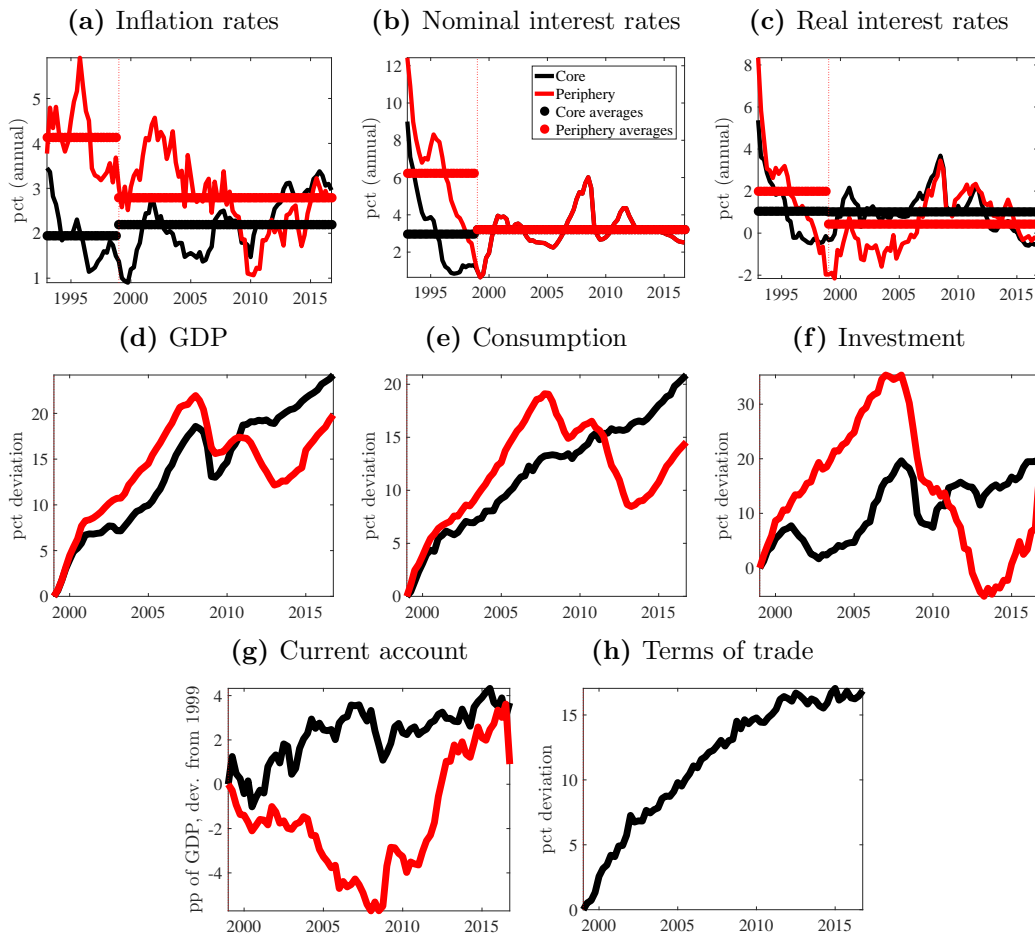 (a) Inflation rates
(b) Nominal interest rates
(c) Real interest rates
pct (annual)
5
4
3
2
1
1995 2000 2005 2010 2015
pct (annual)
12
10
8
6
4
2
1995 2000 2005 2010 2015
Core
Periphery
Core averages
Periphery averages
pct (annual)
8
6
4
2
0
-2
1995 2000 2005 2010 2015
(d) GDP
(e) Consumption
(f) Investment
pct deviation
20
15
10
5
0
2000 2005 2010 2015
pct deviation
20
15
10
5
0
2000 2005 2010 2015
pct deviation
30
20
10
0
2000 2005 2010 2015
(g) Current account
(h) Terms of trade
pp of GDP, dev. from 1999
4
2
0
-2
-4
2000 2005 2010 2015
pct deviation
15
10
5
0
2000 2005 2010 2015